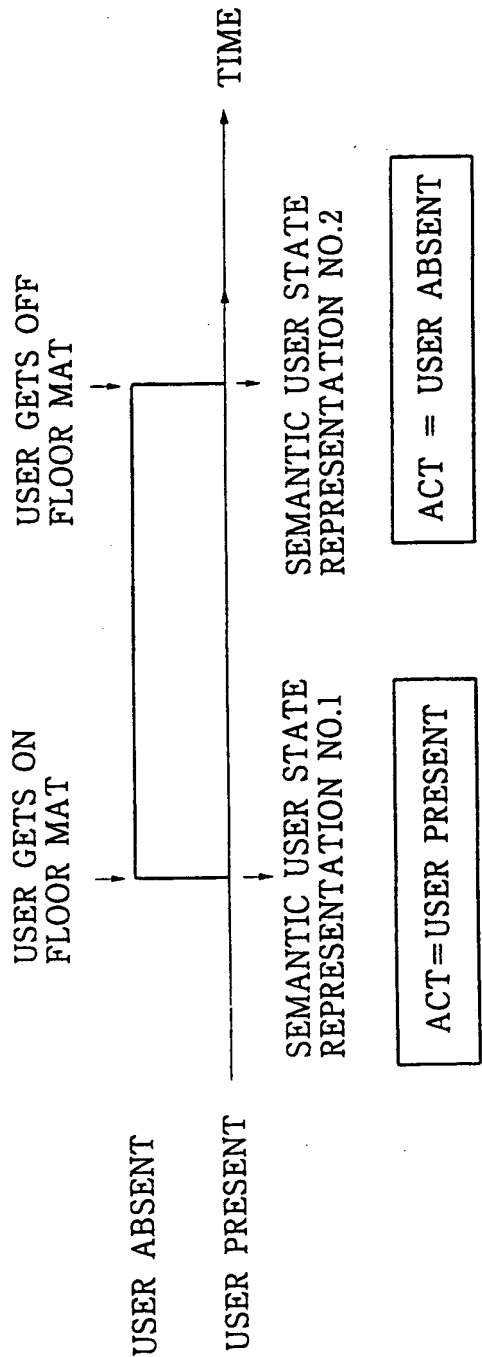 USER GETS ON
FLOOR MAT
USER GETS OFF
FLOOR MAT
USER ABSENT
USER PRESENT
TIME
SEMANTIC USER STATE
REPRESENTATION NO.1
SEMANTIC USER STATE
REPRESENTATION NO.2
ACT=USER PRESENT
ACT = USER ABSENT